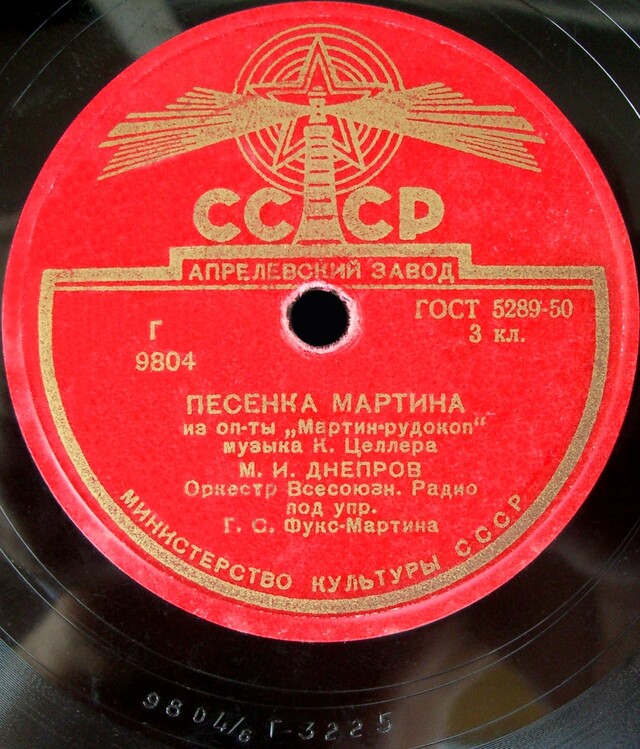 СССР
АПРЕЛЕВСКИЙ ЗАВОД
ГОСТ 5289-50
3 кл.
Г
9804
ПЕСЕНКА МАРТИНА
из оп-ты „Мартин-рудокоп“
музыка К. Целлера
М. И. ДНЕПРОВ
Оркестр Всесоюзн. Радио
под упр.
Г. С. Фукс-Мартина
МИНИСТЕРСТВО КУЛЬТУРЫ СССР
9804/6 Г-3225